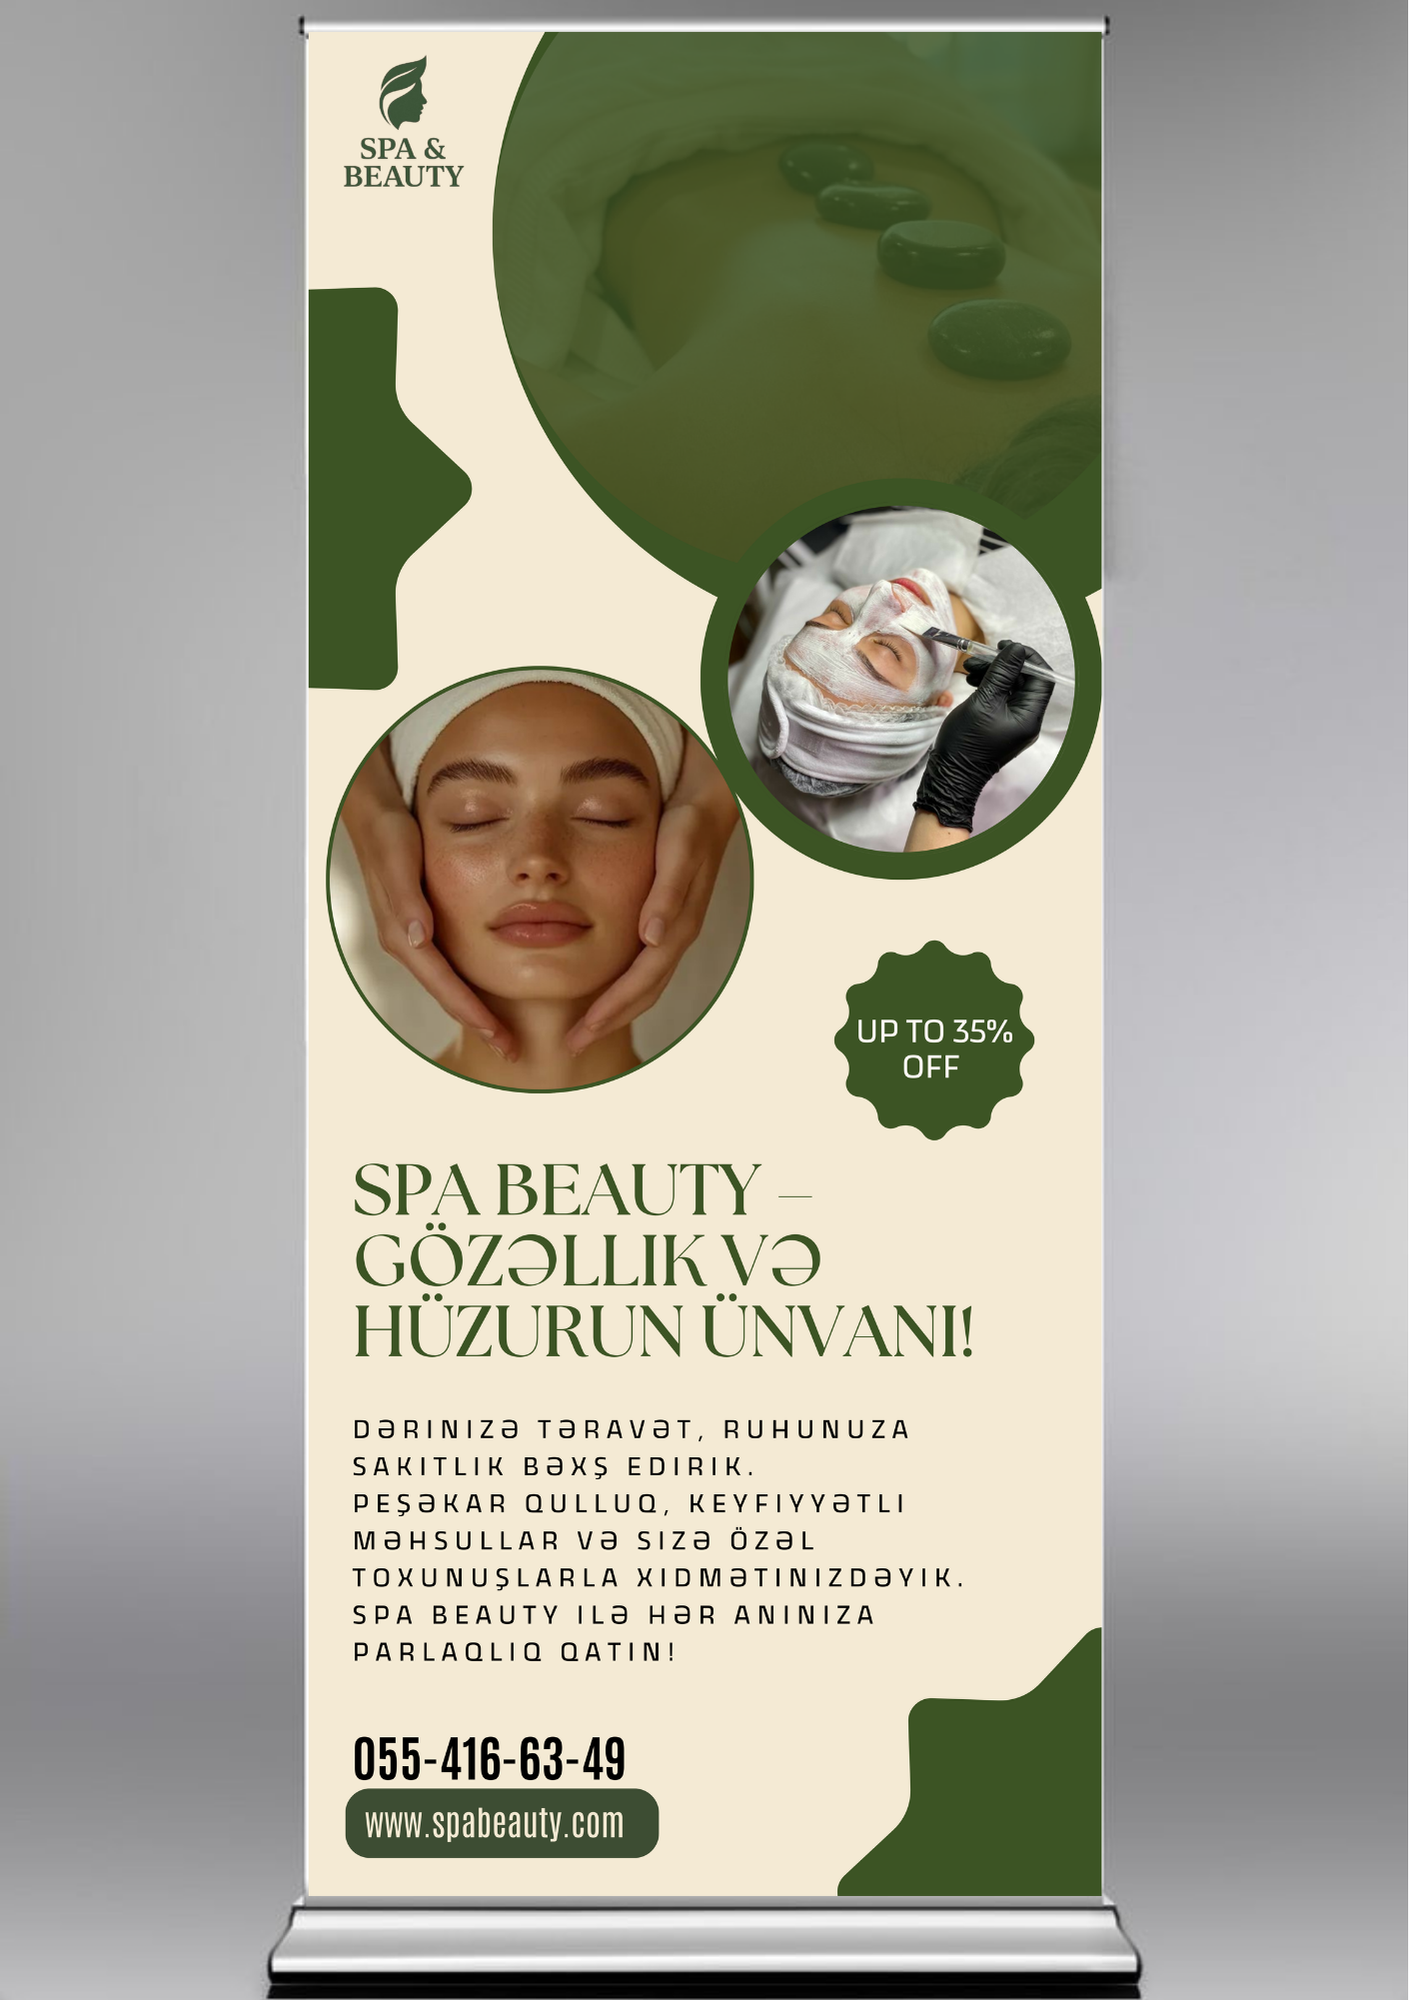 SPA &
BEAUTY
UP TO 35%
OFF
SPA BEAUTY –
GÖZƏLLIK VƏ
HÜZURUN ÜNVANI!
DƏRINIZƏ TƏRAVƏT, RUHUNUZA
SAKITLIK BƏXŞ EDIRIK.
PEŞƏKAR QULLUQ, KEYFIYYƏTLI
MƏHSULLAR VƏ SIZƏ ÖZƏL
TOXUNUŞLARLA XIDMƏTINIZDƏYIK.
SPA BEAUTY ILƏ HƏR ANINIZA
PARLAQLIQ QATIN!
055-416-63-49
www.spabeauty.com